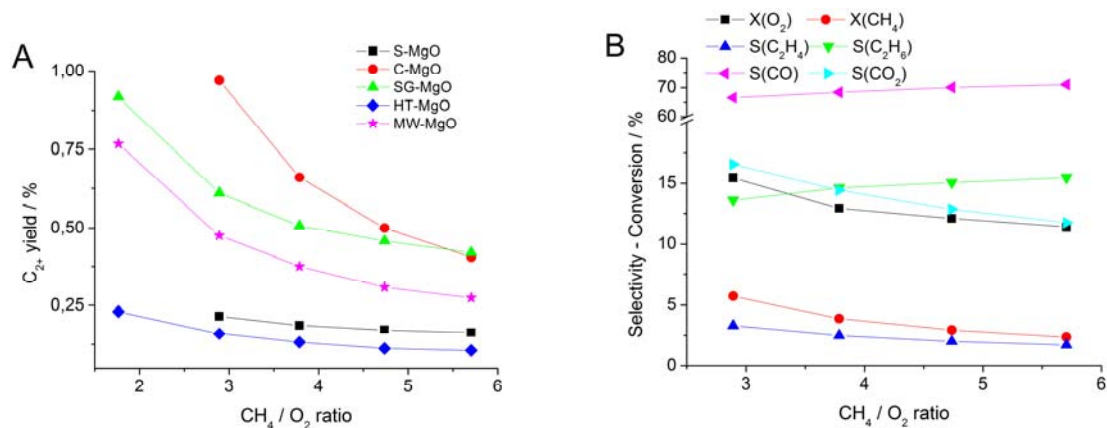 A
S-MgO
C-MgO
SG-MgO
HT-MgO
MW-MgO
1,00
0,75
0,50
0,25
C2+ yield / %
2 3 4 5 6
CH4 / O2 ratio
B
X(O2) X(CH4)
S(C2H4) S(C2H6)
S(CO) S(CO2)
80
70
60
15
10
5
0
Selectivity - Conversion / %
3 4 5 6
CH4 / O2 ratio